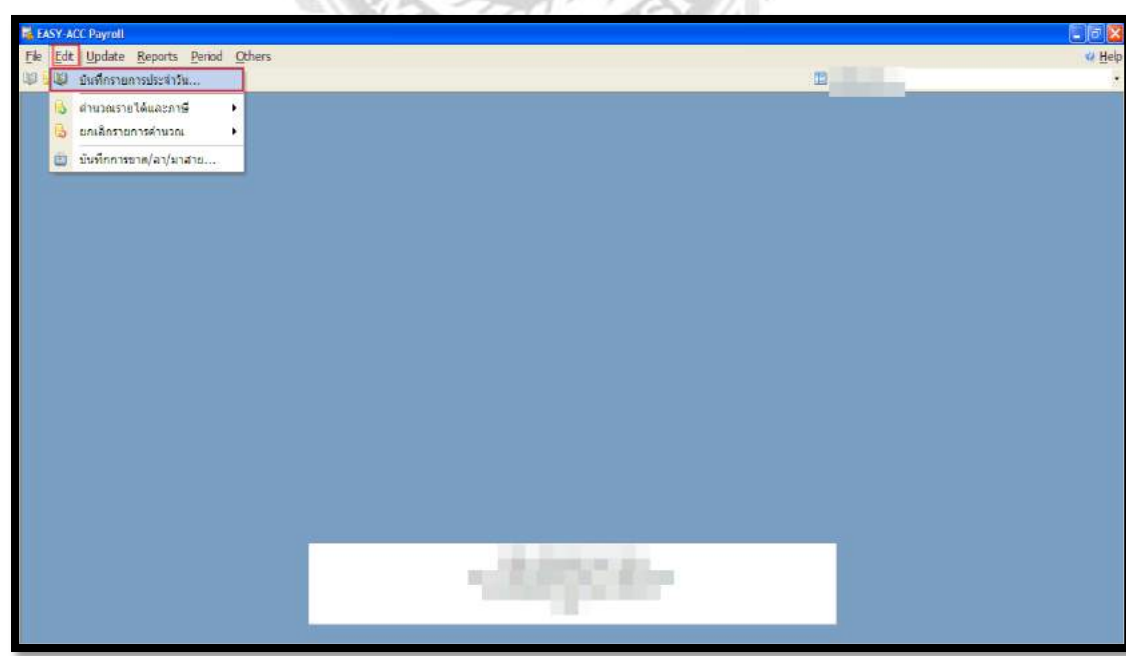 EASY-ACC Payroll
File Edit Update Reports Period Others Help
บันทึกรายการประจำวัน...
คำนวณรายได้และภาษี
ยกเลิกรายการคำนวณ
บันทึกการขาด/ลา/มาสาย...